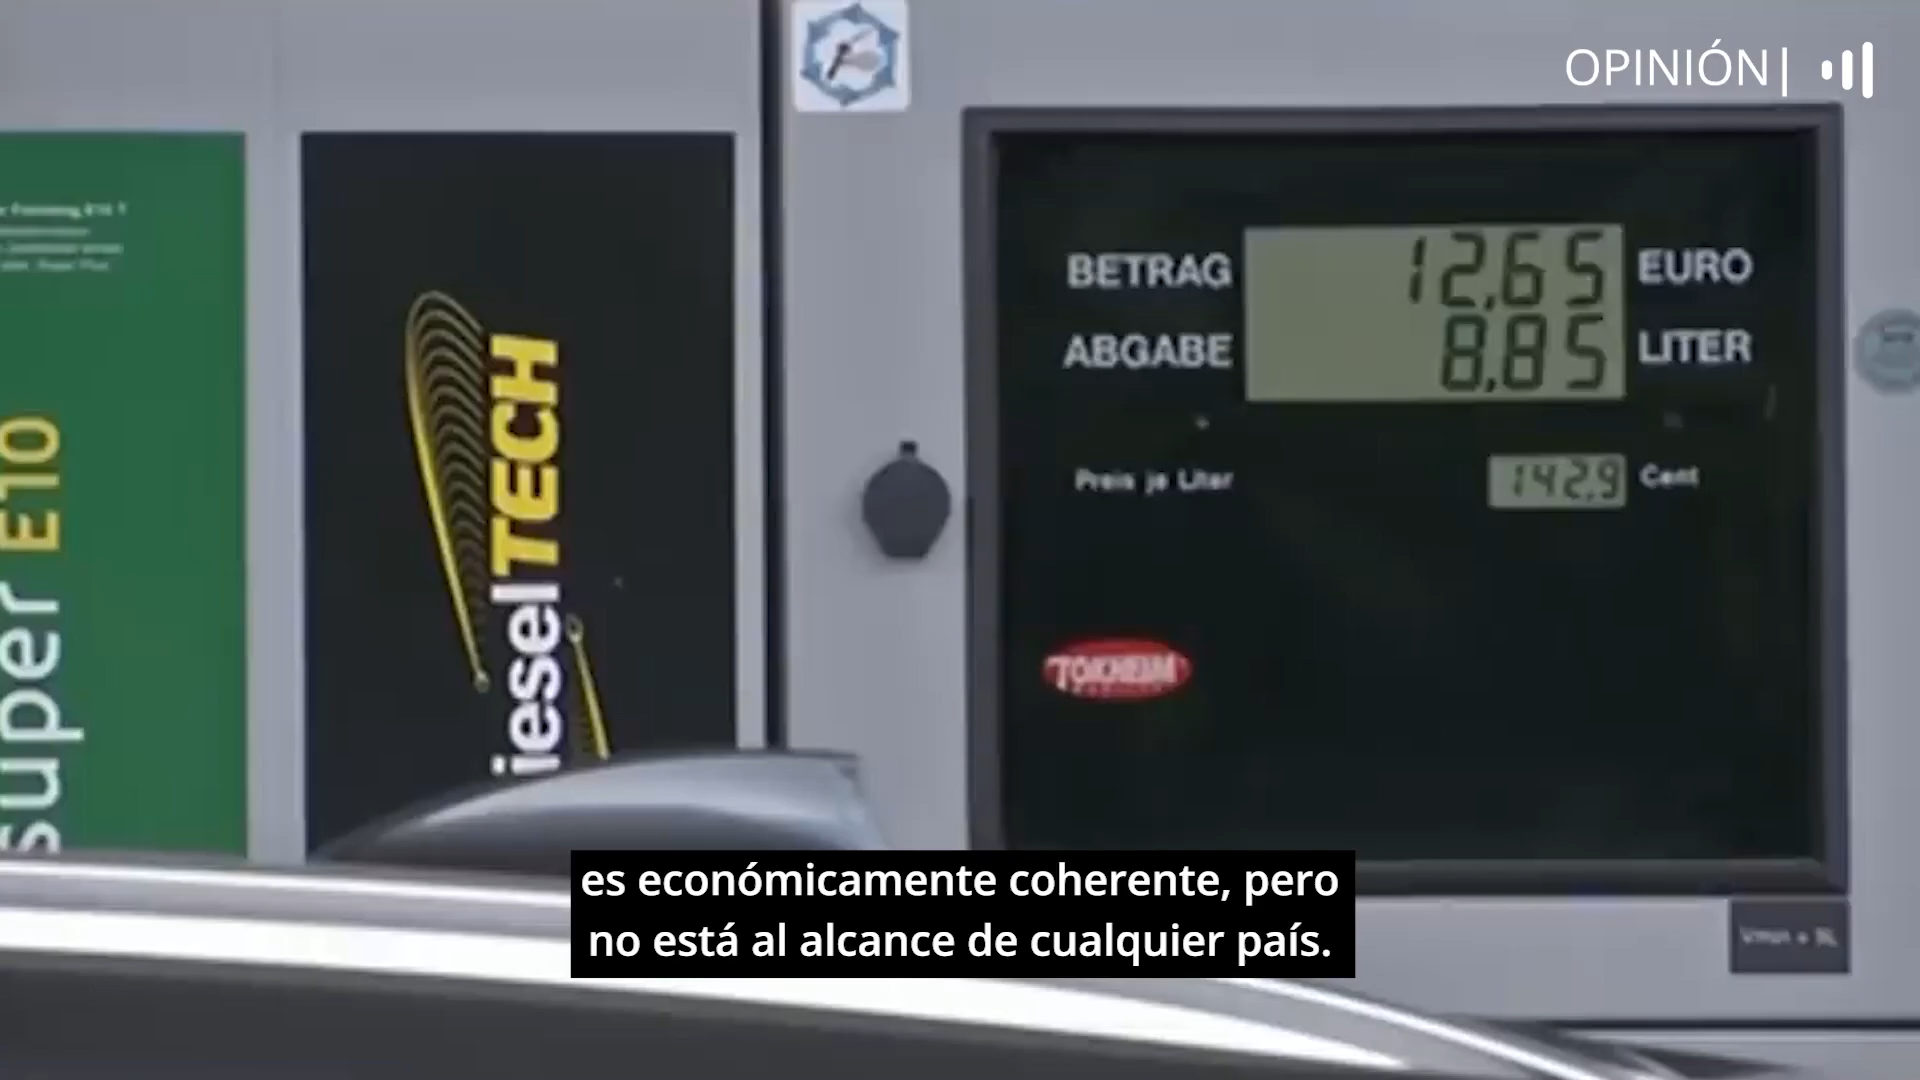 OPINIÓN|
super E10
ieselTECH
BETRAG 12,65 EURO
ABGABE 8,85 LITER
Preis je Liter 142,9 Cent
TOKHEIM
es económicamente coherente, pero
no está al alcance de cualquier país.